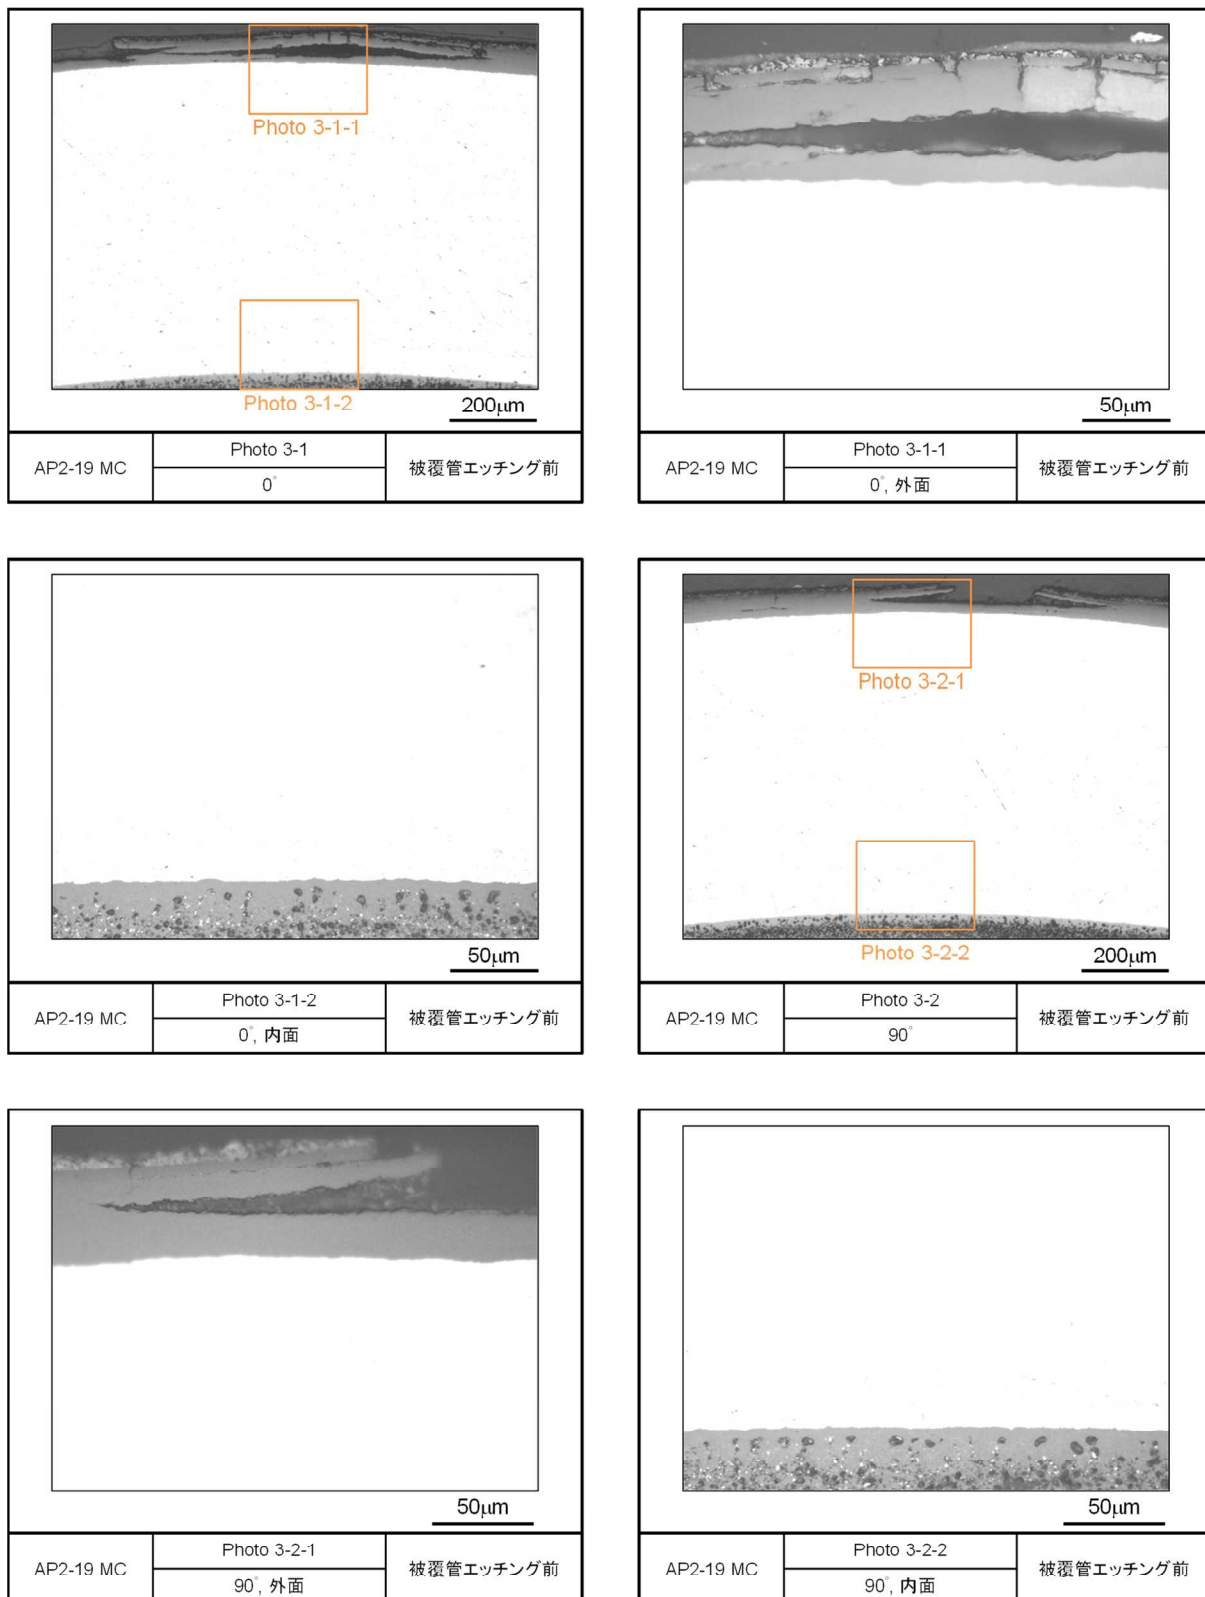 Photo 3-1-1
Photo 3-1-2
200μm
AP2-19 MC
Photo 3-1
0°
被覆管エッチング前
50μm
AP2-19 MC
Photo 3-1-1
0°, 外面
被覆管エッチング前
50μm
AP2-19 MC
Photo 3-1-2
0°, 内面
被覆管エッチング前
Photo 3-2-1
Photo 3-2-2
200μm
AP2-19 MC
Photo 3-2
90°
被覆管エッチング前
50μm
AP2-19 MC
Photo 3-2-1
90°, 外面
被覆管エッチング前
50μm
AP2-19 MC
Photo 3-2-2
90°, 内面
被覆管エッチング前